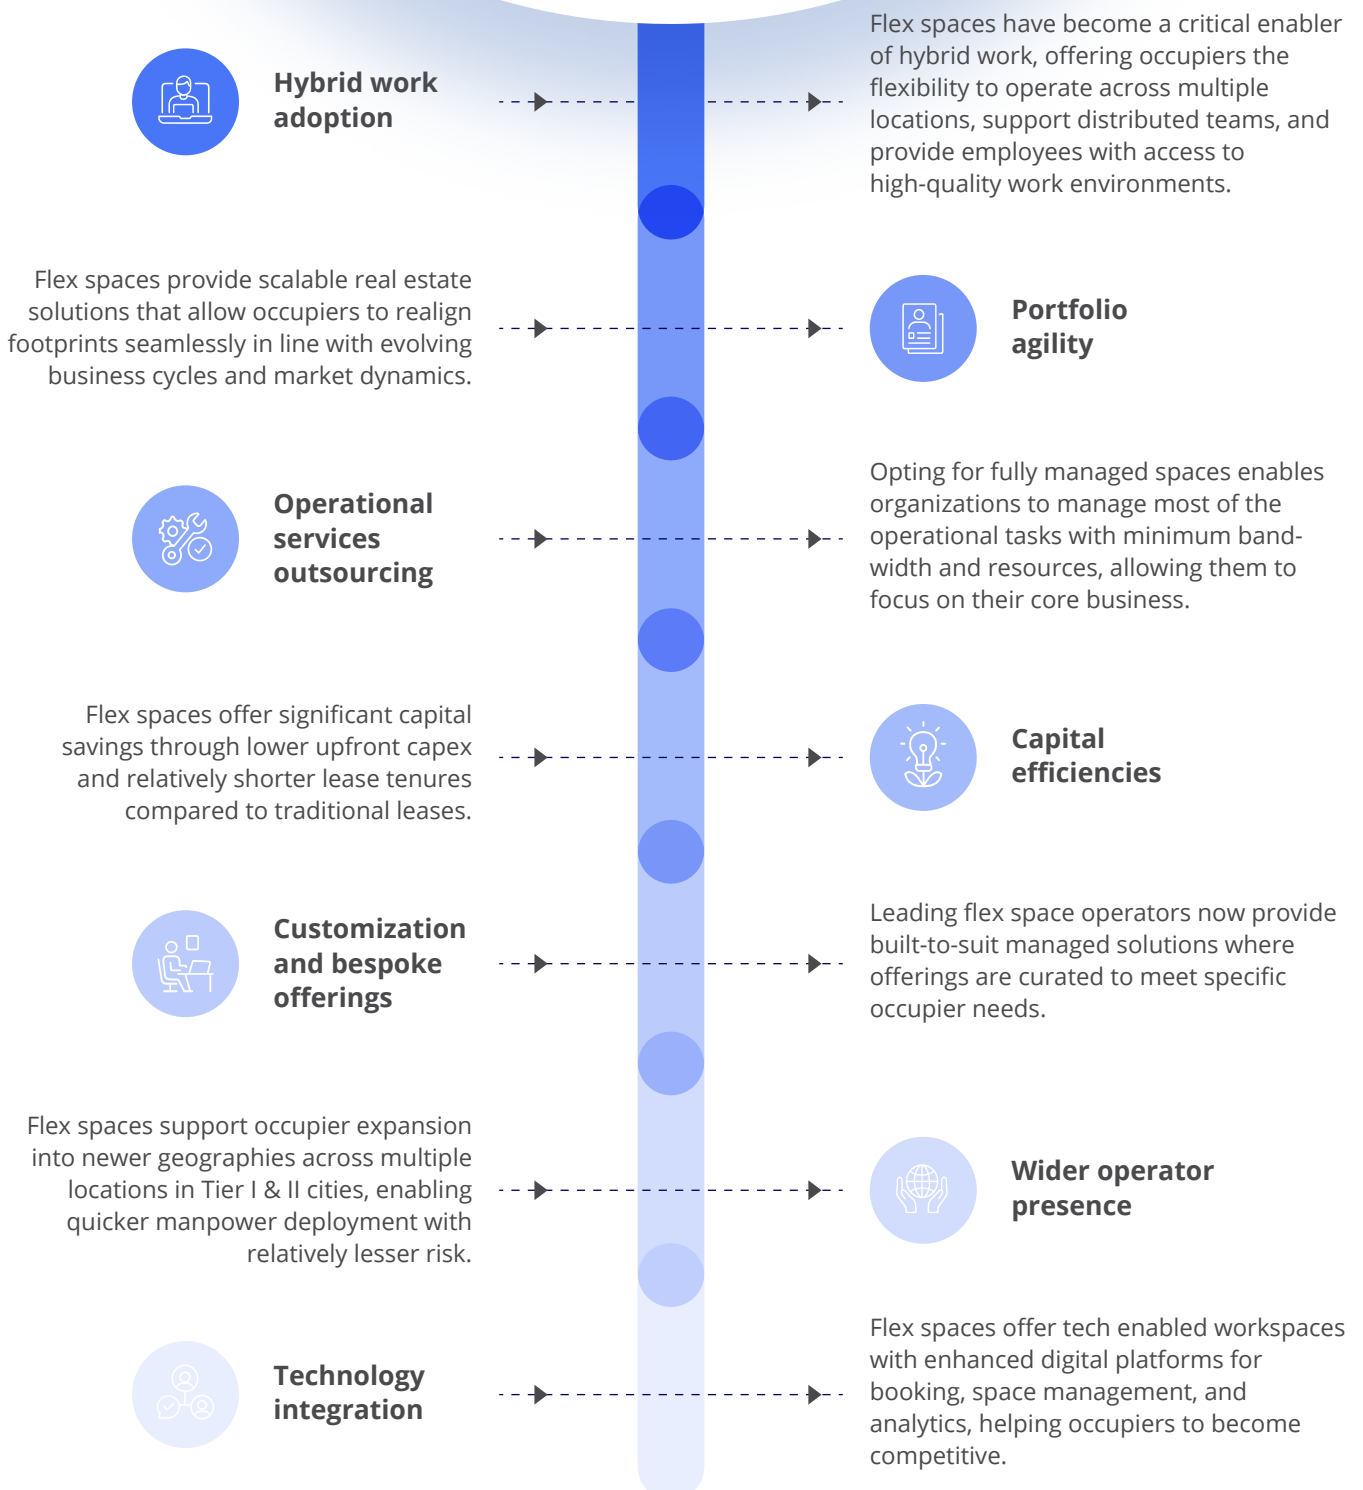 Hybrid work
adoption
Flex spaces have become a critical enabler
of hybrid work, offering occupiers the
flexibility to operate across multiple
locations, support distributed teams, and
provide employees with access to
high-quality work environments.
Flex spaces provide scalable real estate
solutions that allow occupiers to realign
footprints seamlessly in line with evolving
business cycles and market dynamics.
Portfolio
agility
Operational
services
outsourcing
Opting for fully managed spaces enables
organizations to manage most of the
operational tasks with minimum band-
width and resources, allowing them to
focus on their core business.
Flex spaces offer significant capital
savings through lower upfront capex
and relatively shorter lease tenures
compared to traditional leases.
Capital
efficiencies
Customization
and bespoke
offerings
Leading flex space operators now provide
built-to-suit managed solutions where
offerings are curated to meet specific
occupier needs.
Flex spaces support occupier expansion
into newer geographies across multiple
locations in Tier I & II cities, enabling
quicker manpower deployment with
relatively lesser risk.
Wider operator
presence
Technology
integration
Flex spaces offer tech enabled workspaces
with enhanced digital platforms for
booking, space management, and
analytics, helping occupiers to become
competitive.